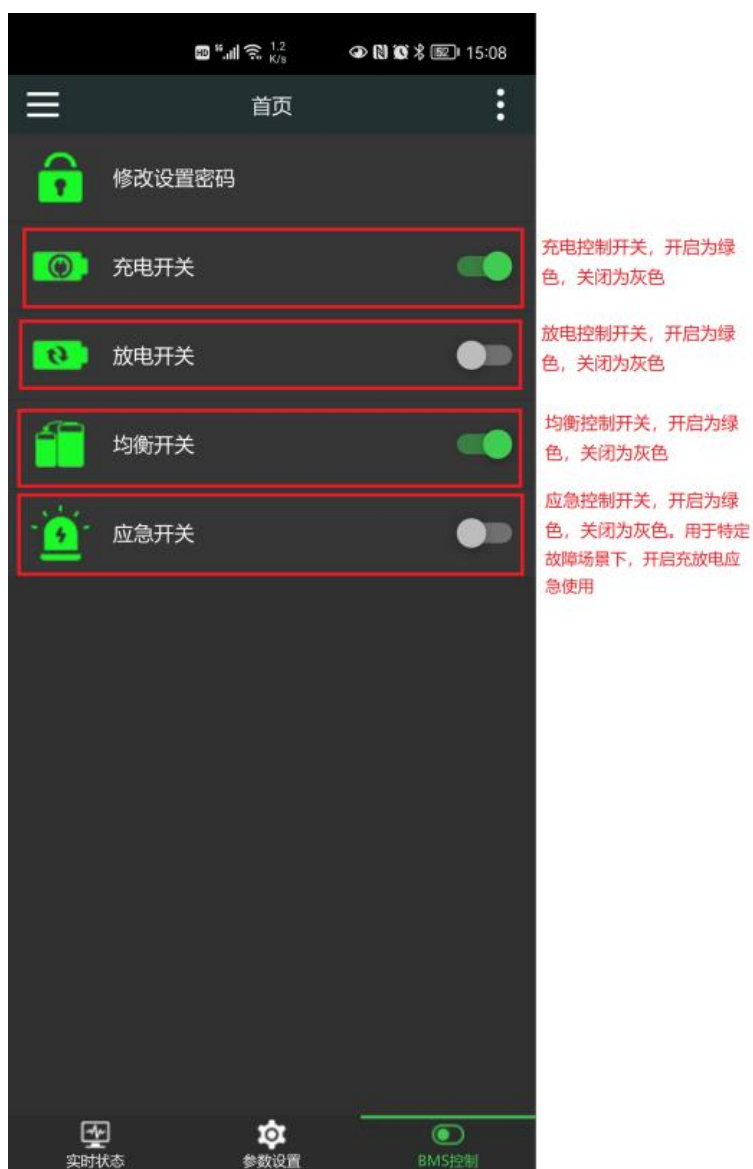 HD 5G 1.2 K/s 52 15:08
首页
修改设置密码
充电开关
充电控制开关，开启为绿
色，关闭为灰色
放电开关
放电控制开关，开启为绿
色，关闭为灰色
均衡开关
均衡控制开关，开启为绿
色，关闭为灰色
应急开关
应急控制开关，开启为绿
色，关闭为灰色。用于特定
故障场景下，开启充放电应
急使用
实时状态 参数设置 BMS控制